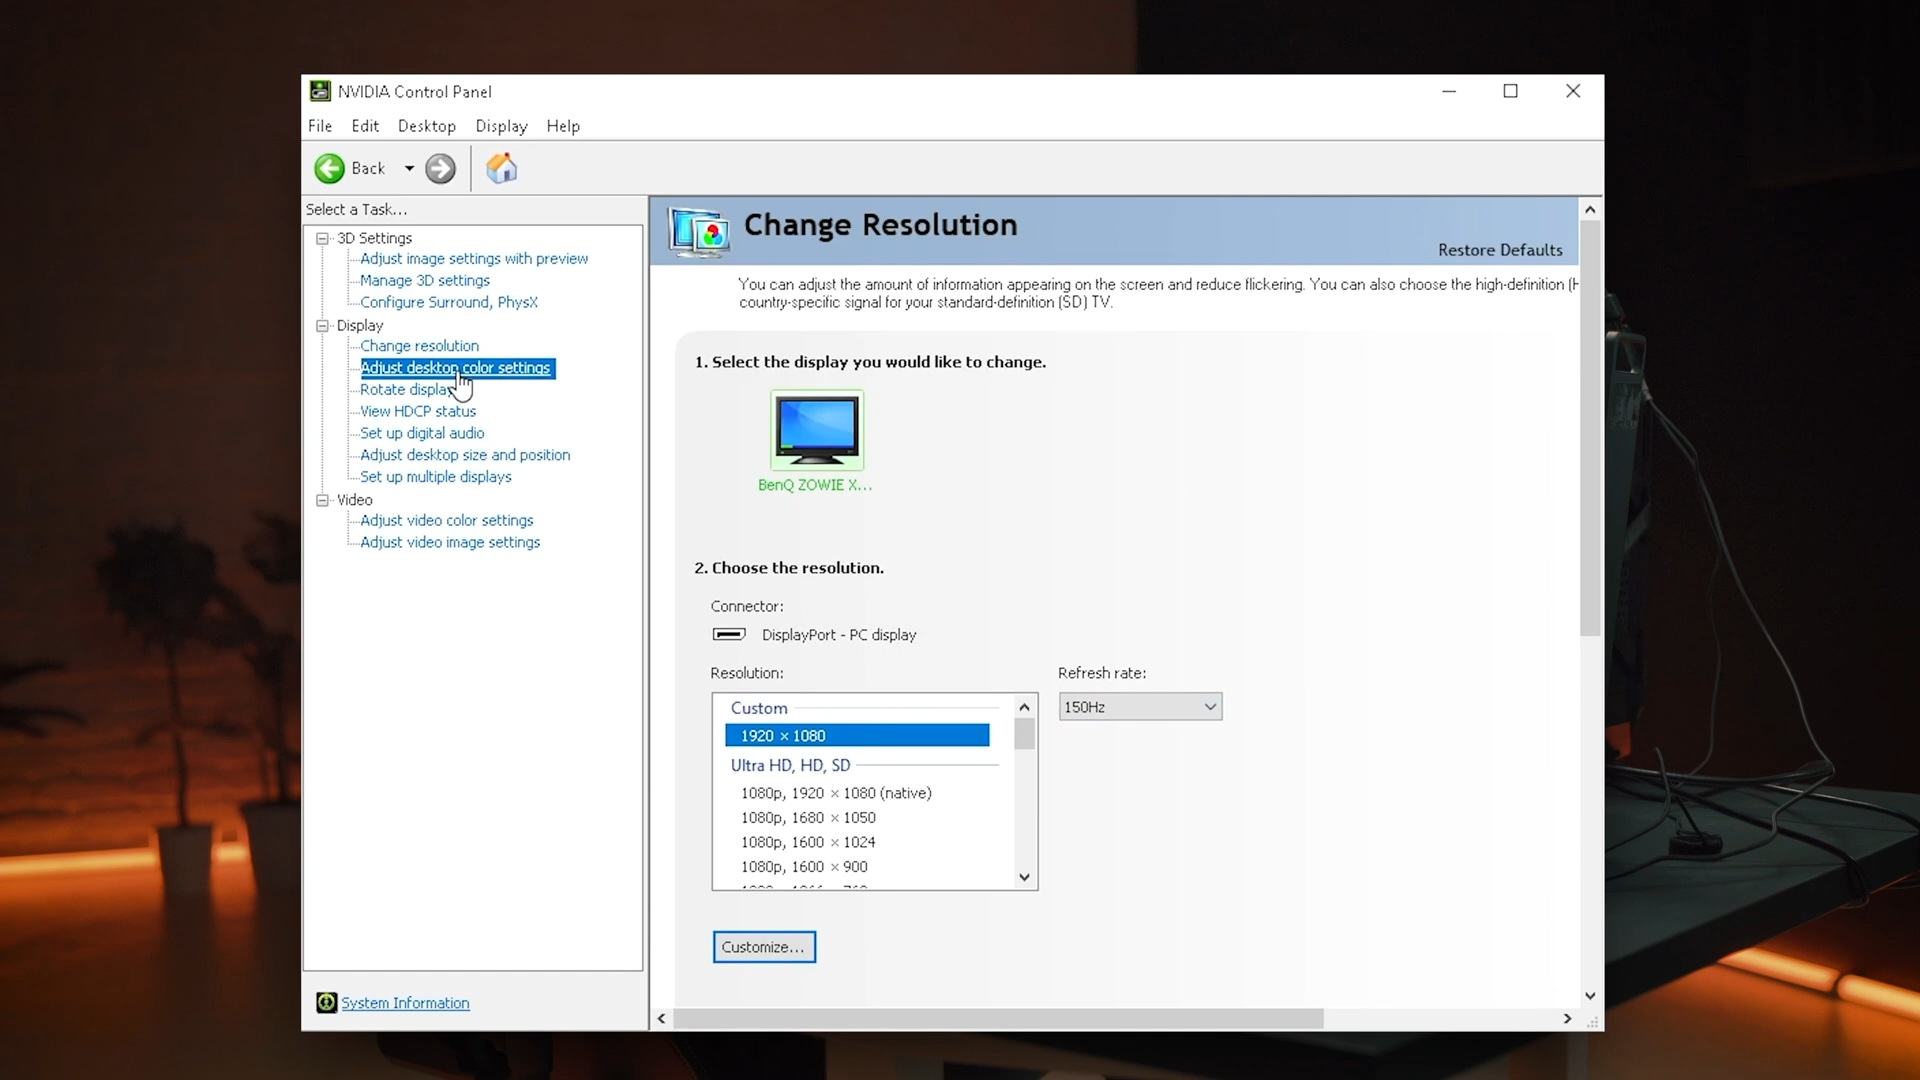 NVIDIA Control Panel
File Edit Desktop Display Help
Back
Select a Task...
3D Settings
Adjust image settings with preview
Manage 3D settings
Configure Surround, PhysX
Display
Change resolution
Adjust desktop color settings
Rotate display
View HDCP status
Set up digital audio
Adjust desktop size and position
Set up multiple displays
Video
Adjust video color settings
Adjust video image settings
System Information
Change Resolution
Restore Defaults
You can adjust the amount of information appearing on the screen and reduce flickering. You can also choose the high-definition (H
country-specific signal for your standard-definition (SD) TV.
1. Select the display you would like to change.
BenQ ZOWIE X...
2. Choose the resolution.
Connector:
DisplayPort - PC display
Resolution:
Refresh rate:
Custom
150Hz
1920 × 1080
Ultra HD, HD, SD
1080p, 1920 × 1080 (native)
1080p, 1680 × 1050
1080p, 1600 × 1024
1080p, 1600 × 900
Customize...